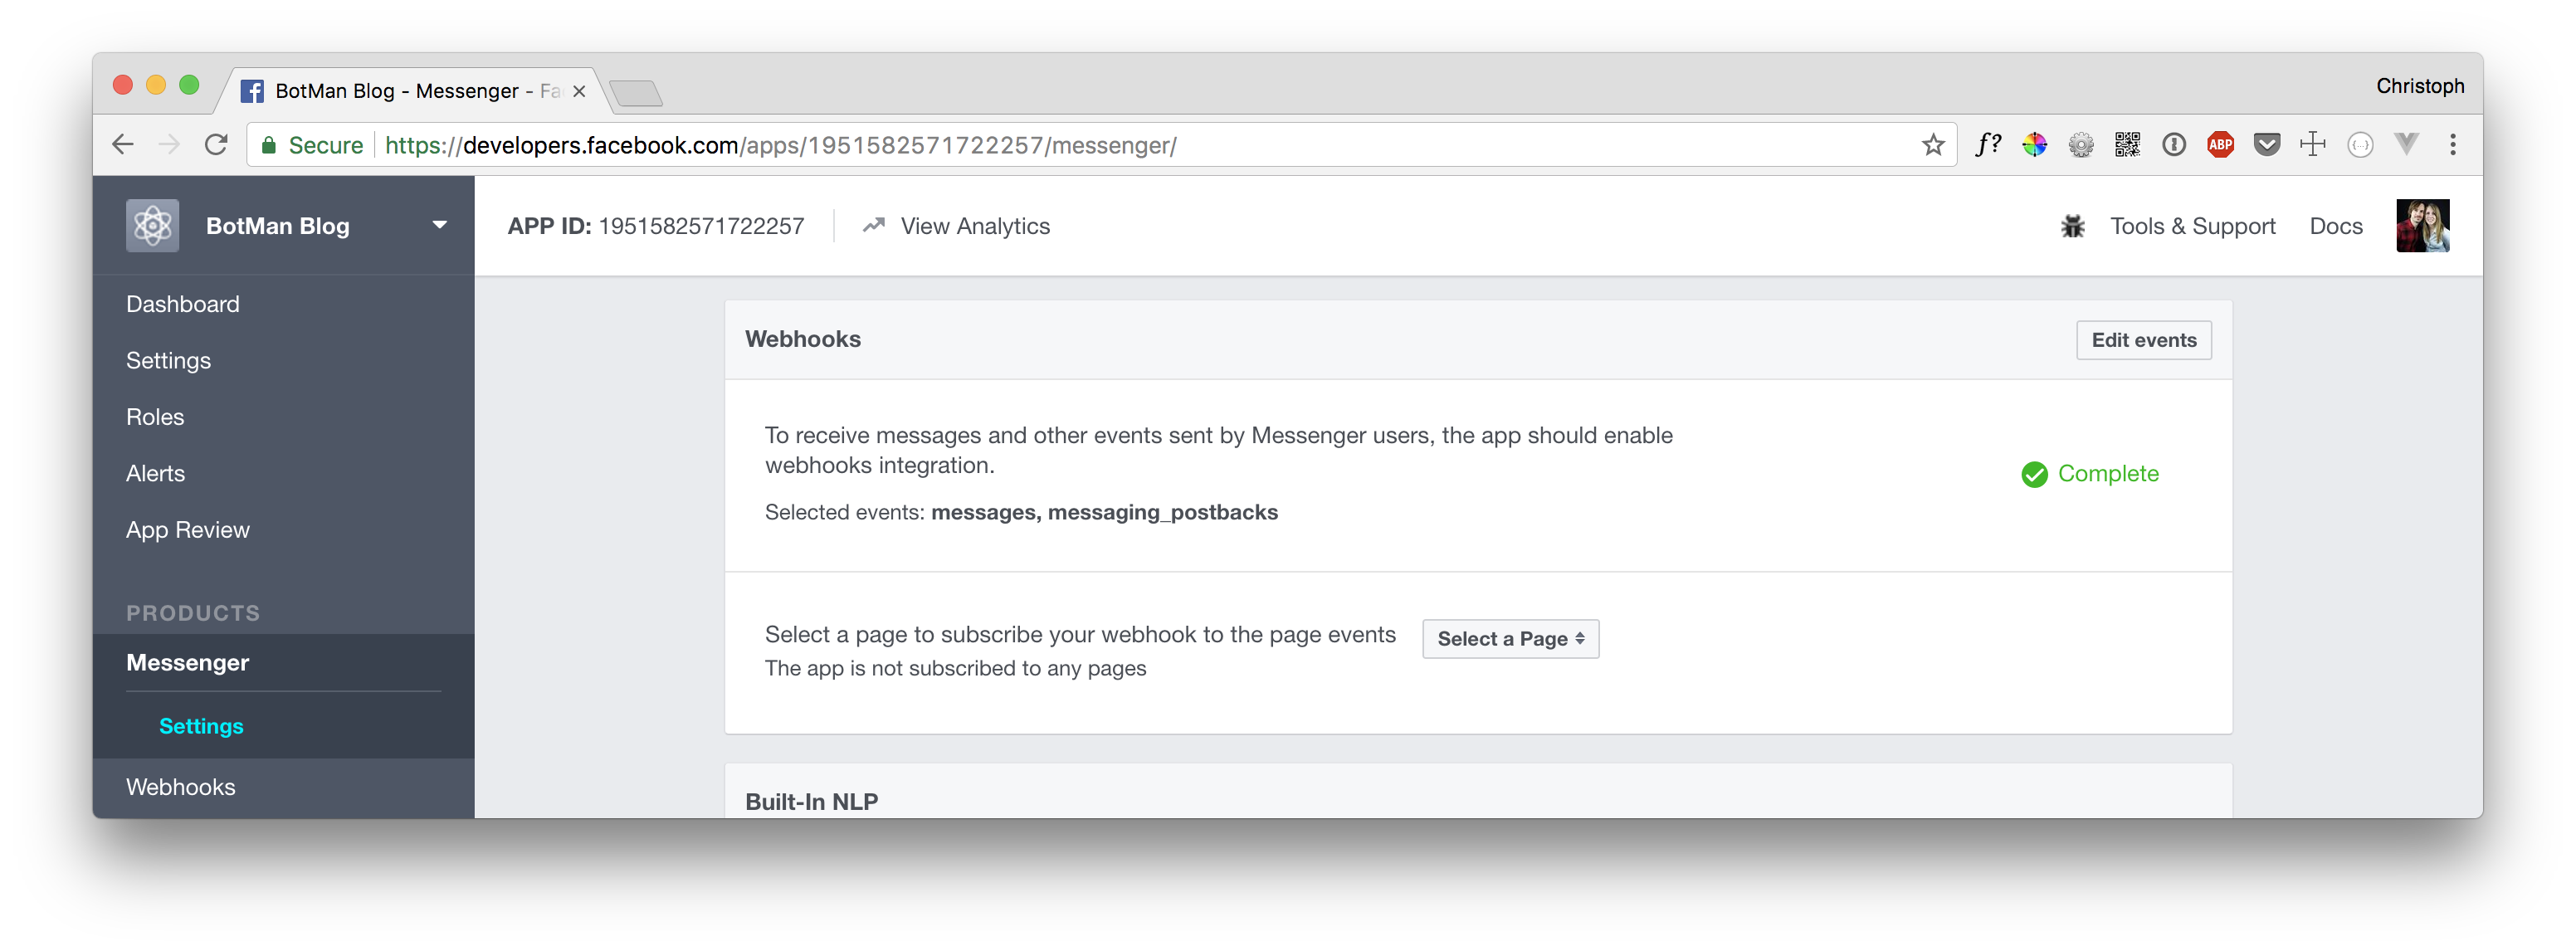 BotMan Blog - Messenger - Fa
Christoph
Secure https://developers.facebook.com/apps/1951582571722257/messenger/
f? ABP
BotMan Blog
APP ID: 1951582571722257 View Analytics
Tools & Support Docs
Dashboard
Settings
Roles
Alerts
App Review
PRODUCTS
Messenger
Settings
Webhooks
Webhooks
Edit events
To receive messages and other events sent by Messenger users, the app should enable
webhooks integration.
Selected events: messages, messaging_postbacks
Complete
Select a page to subscribe your webhook to the page events
Select a Page
The app is not subscribed to any pages
Built-In NLP